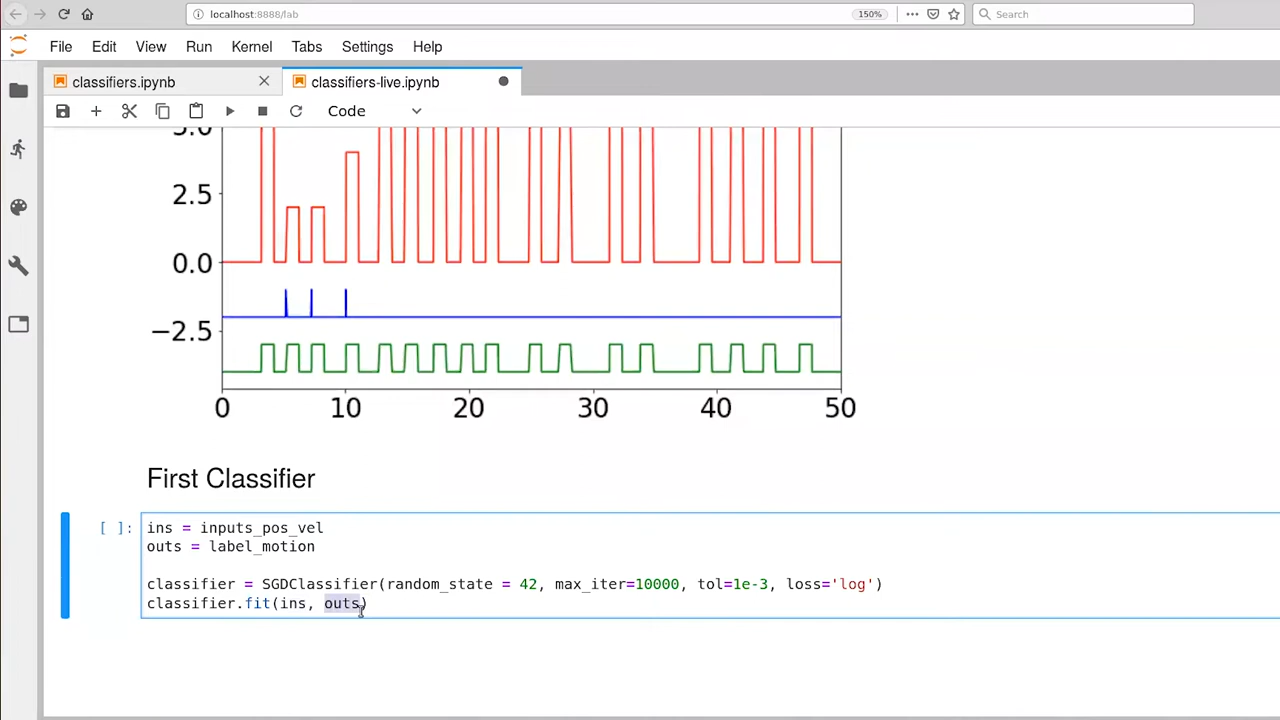 localhost:8888/lab
150%
Search
File Edit View Run Kernel Tabs Settings Help
classifiers.ipynb
classifiers-live.ipynb
Code
5.0
2.5
0.0
−2.5
0 10 20 30 40 50
First Classifier
[ ]:
ins = inputs_pos_vel
outs = label_motion
classifier = SGDClassifier(random_state = 42, max_iter=10000, tol=1e-3, loss='log')
classifier.fit(ins, outs)